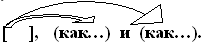 [ ], (как…) и (как…).